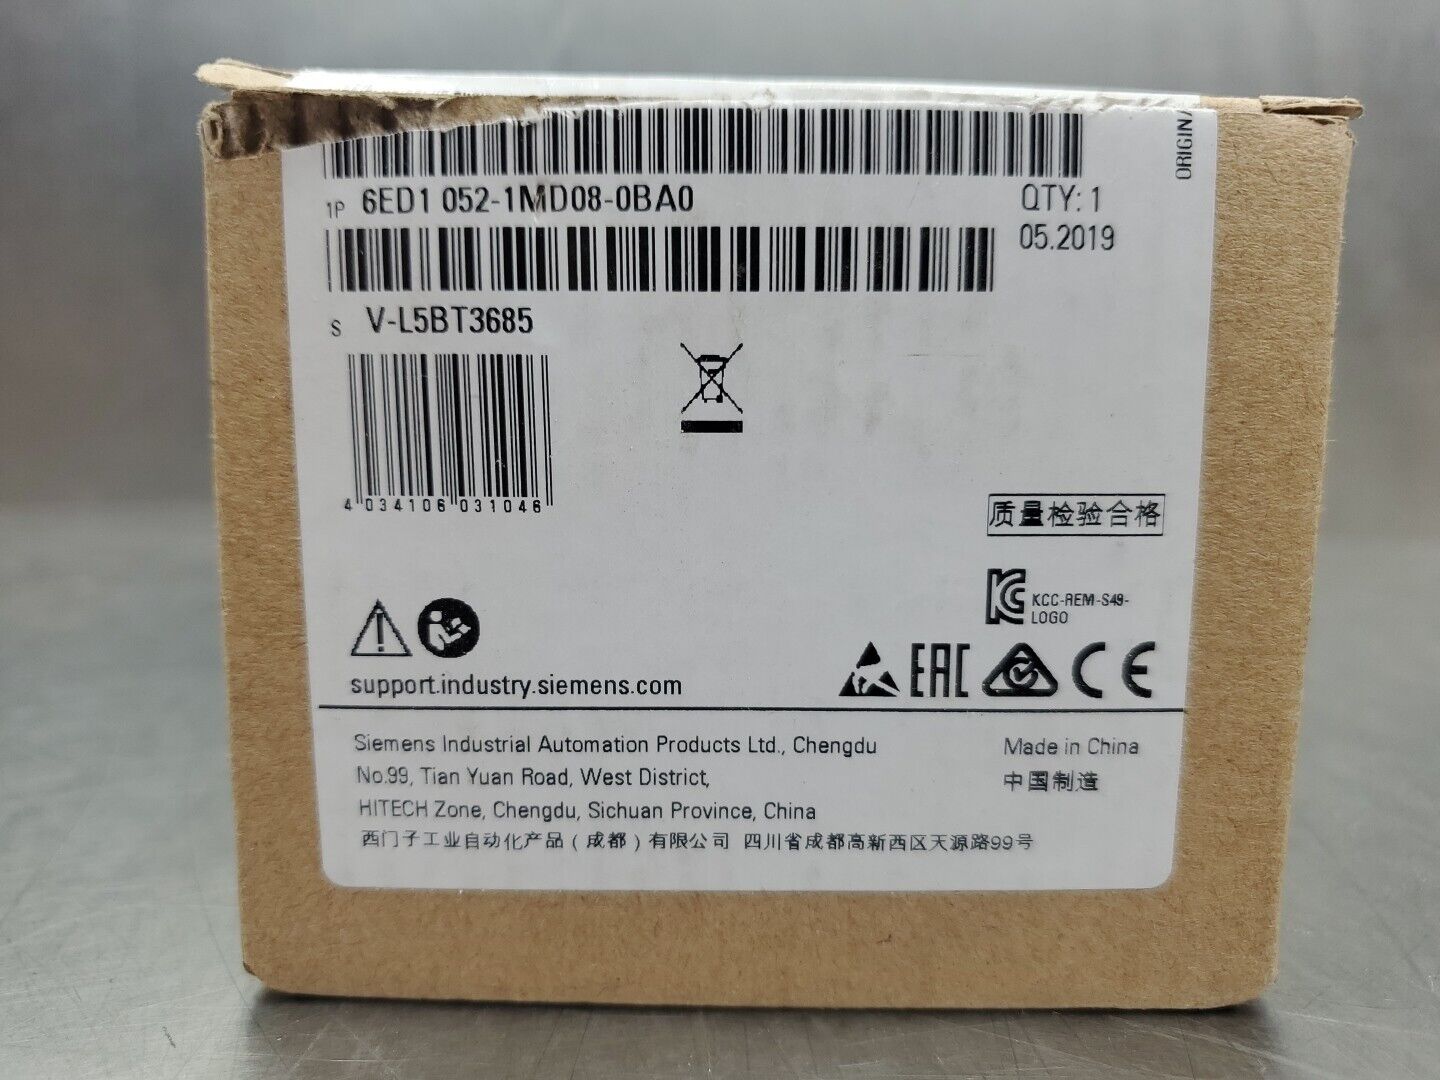 ORIGIN
1P 6ED1 052-1MD08-0BA0
QTY: 1
05.2019
S V-L5BT3685
4 034106 031046
质量检验合格
KCC-REM-S49-
LOGO
EAC
CE
support.industry.siemens.com
Siemens Industrial Automation Products Ltd., Chengdu
No.99, Tian Yuan Road, West District,
HITECH Zone, Chengdu, Sichuan Province, China
西门子工业自动化产品(成都)有限公司 四川省成都高新西区天源路99号
Made in China
中国制造